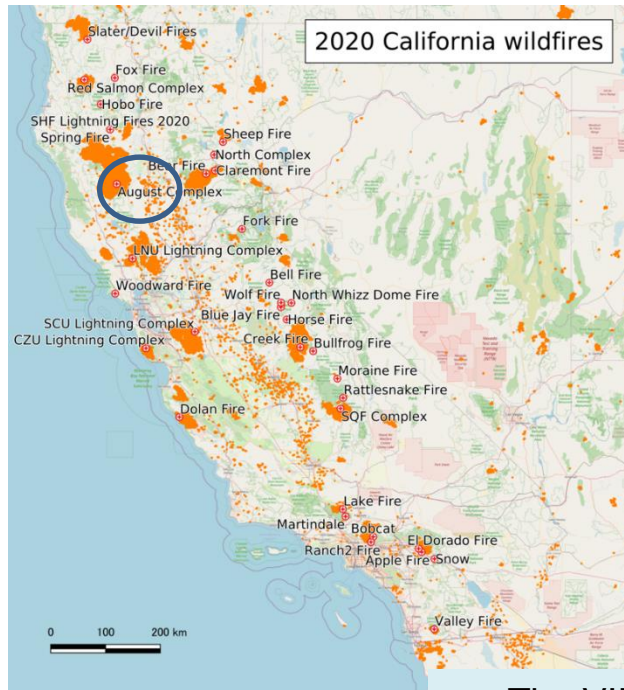 2020 California wildfires
Slater/Devil Fires
Fox Fire
Red Salmon Complex
Hobo Fire
SHF Lightning Fires 2020
Spring Fire
Sheep Fire
North Complex
Bear Fire
Claremont Fire
August Complex
Fork Fire
LNU Lightning Complex
Bell Fire
Woodward Fire
Wolf Fire
North Whizz Dome Fire
Blue Jay Fire
Horse Fire
SCU Lightning Complex
Creek Fire
Bullfrog Fire
CZU Lightning Complex
Moraine Fire
Rattlesnake Fire
Dolan Fire
SQF Complex
Lake Fire
Martindale
Bobcat
El Dorado Fire
Ranch2 Fire
Apple Fire
Snow
Valley Fire
0 100 200 km